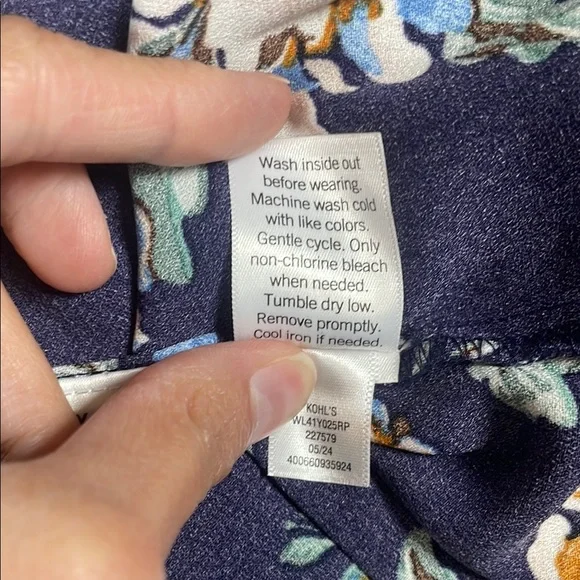 Wash inside out
before wearing.
Machine wash cold
with like colors.
Gentle cycle. Only
non-chlorine bleach
when needed.
Tumble dry low.
Remove promptly.
Cool iron if needed.
KOHL'S
WL41Y025RP
227579
05/24
400660935924